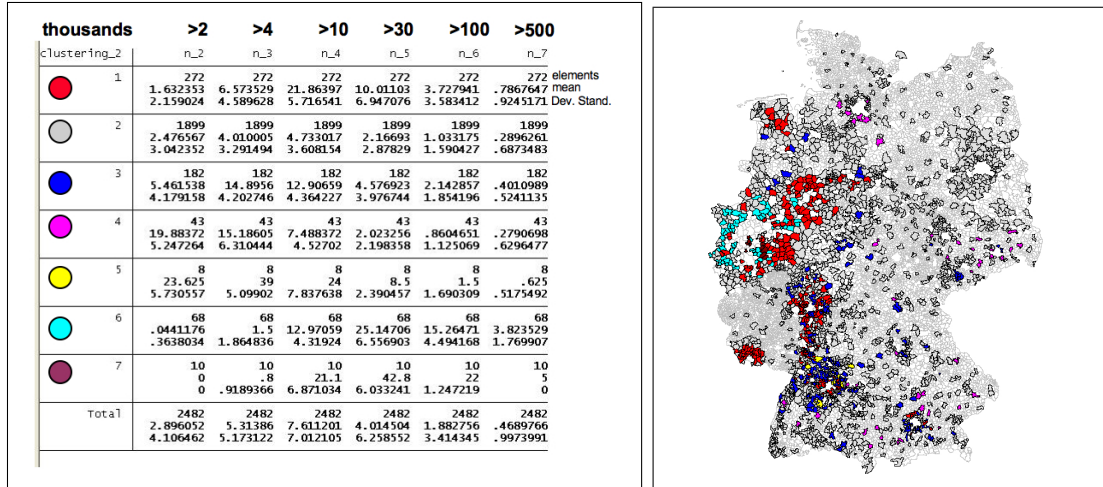 thousands >2 >4 >10 >30 >100 >500
clustering_2 n_2 n_3 n_4 n_5 n_6 n_7
1 272 272 272 272 272 272 elements
1.632353 6.573529 21.86397 10.01103 3.727941 .7867647 mean
2.159024 4.589628 5.716541 6.947076 3.583412 .9245171 Dev. Stand.
2 1899 1899 1899 1899 1899 1899
2.476567 4.010005 4.733017 2.16693 1.033175 .2896261
3.042352 3.291494 3.608154 2.87829 1.590427 .6873483
3 182 182 182 182 182 182
5.461538 14.8956 12.90659 4.576923 2.142857 .4010989
4.179158 4.202746 4.364227 3.976744 1.854196 .5241135
4 43 43 43 43 43 43
19.88372 15.18605 7.488372 2.023256 .8604651 .2790698
5.247264 6.310444 4.52702 2.198358 1.125069 .6296477
5 8 8 8 8 8 8
23.625 39 24 8.5 1.5 .625
5.730557 5.09902 7.837638 2.390457 1.690309 .5175492
6 68 68 68 68 68 68
.0441176 1.5 12.97059 25.14706 15.26471 3.823529
.3638034 1.864836 4.31924 6.556903 4.494168 1.769907
7 10 10 10 10 10 10
0 .8 21.1 42.8 22 5
0 .9189366 6.871034 6.033241 1.247219 0
Total 2482 2482 2482 2482 2482 2482
2.896052 5.31386 7.611201 4.014504 1.882756 .4689766
4.106462 5.173122 7.012105 6.258552 3.414345 .9973991